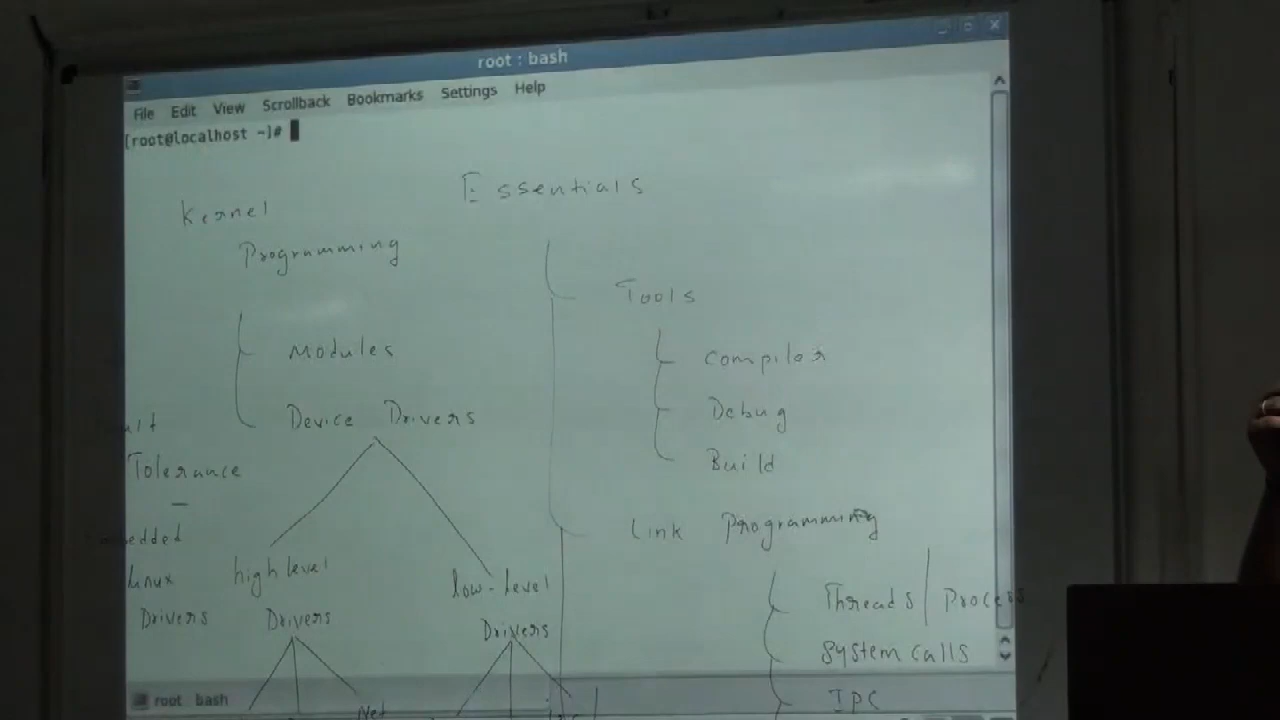 root : bash
File Edit View Scrollback Bookmarks Settings Help
[root@localhost ~]#
Essentials
Kernel
Programming
Tools
Modules
Compiler
Device Drivers
Debug
Tolerance
Build
Link Programming
Linux
high level
low-level
Threads | Process
Drivers
Drivers
Drivers
System calls
root bash
IPC
Net